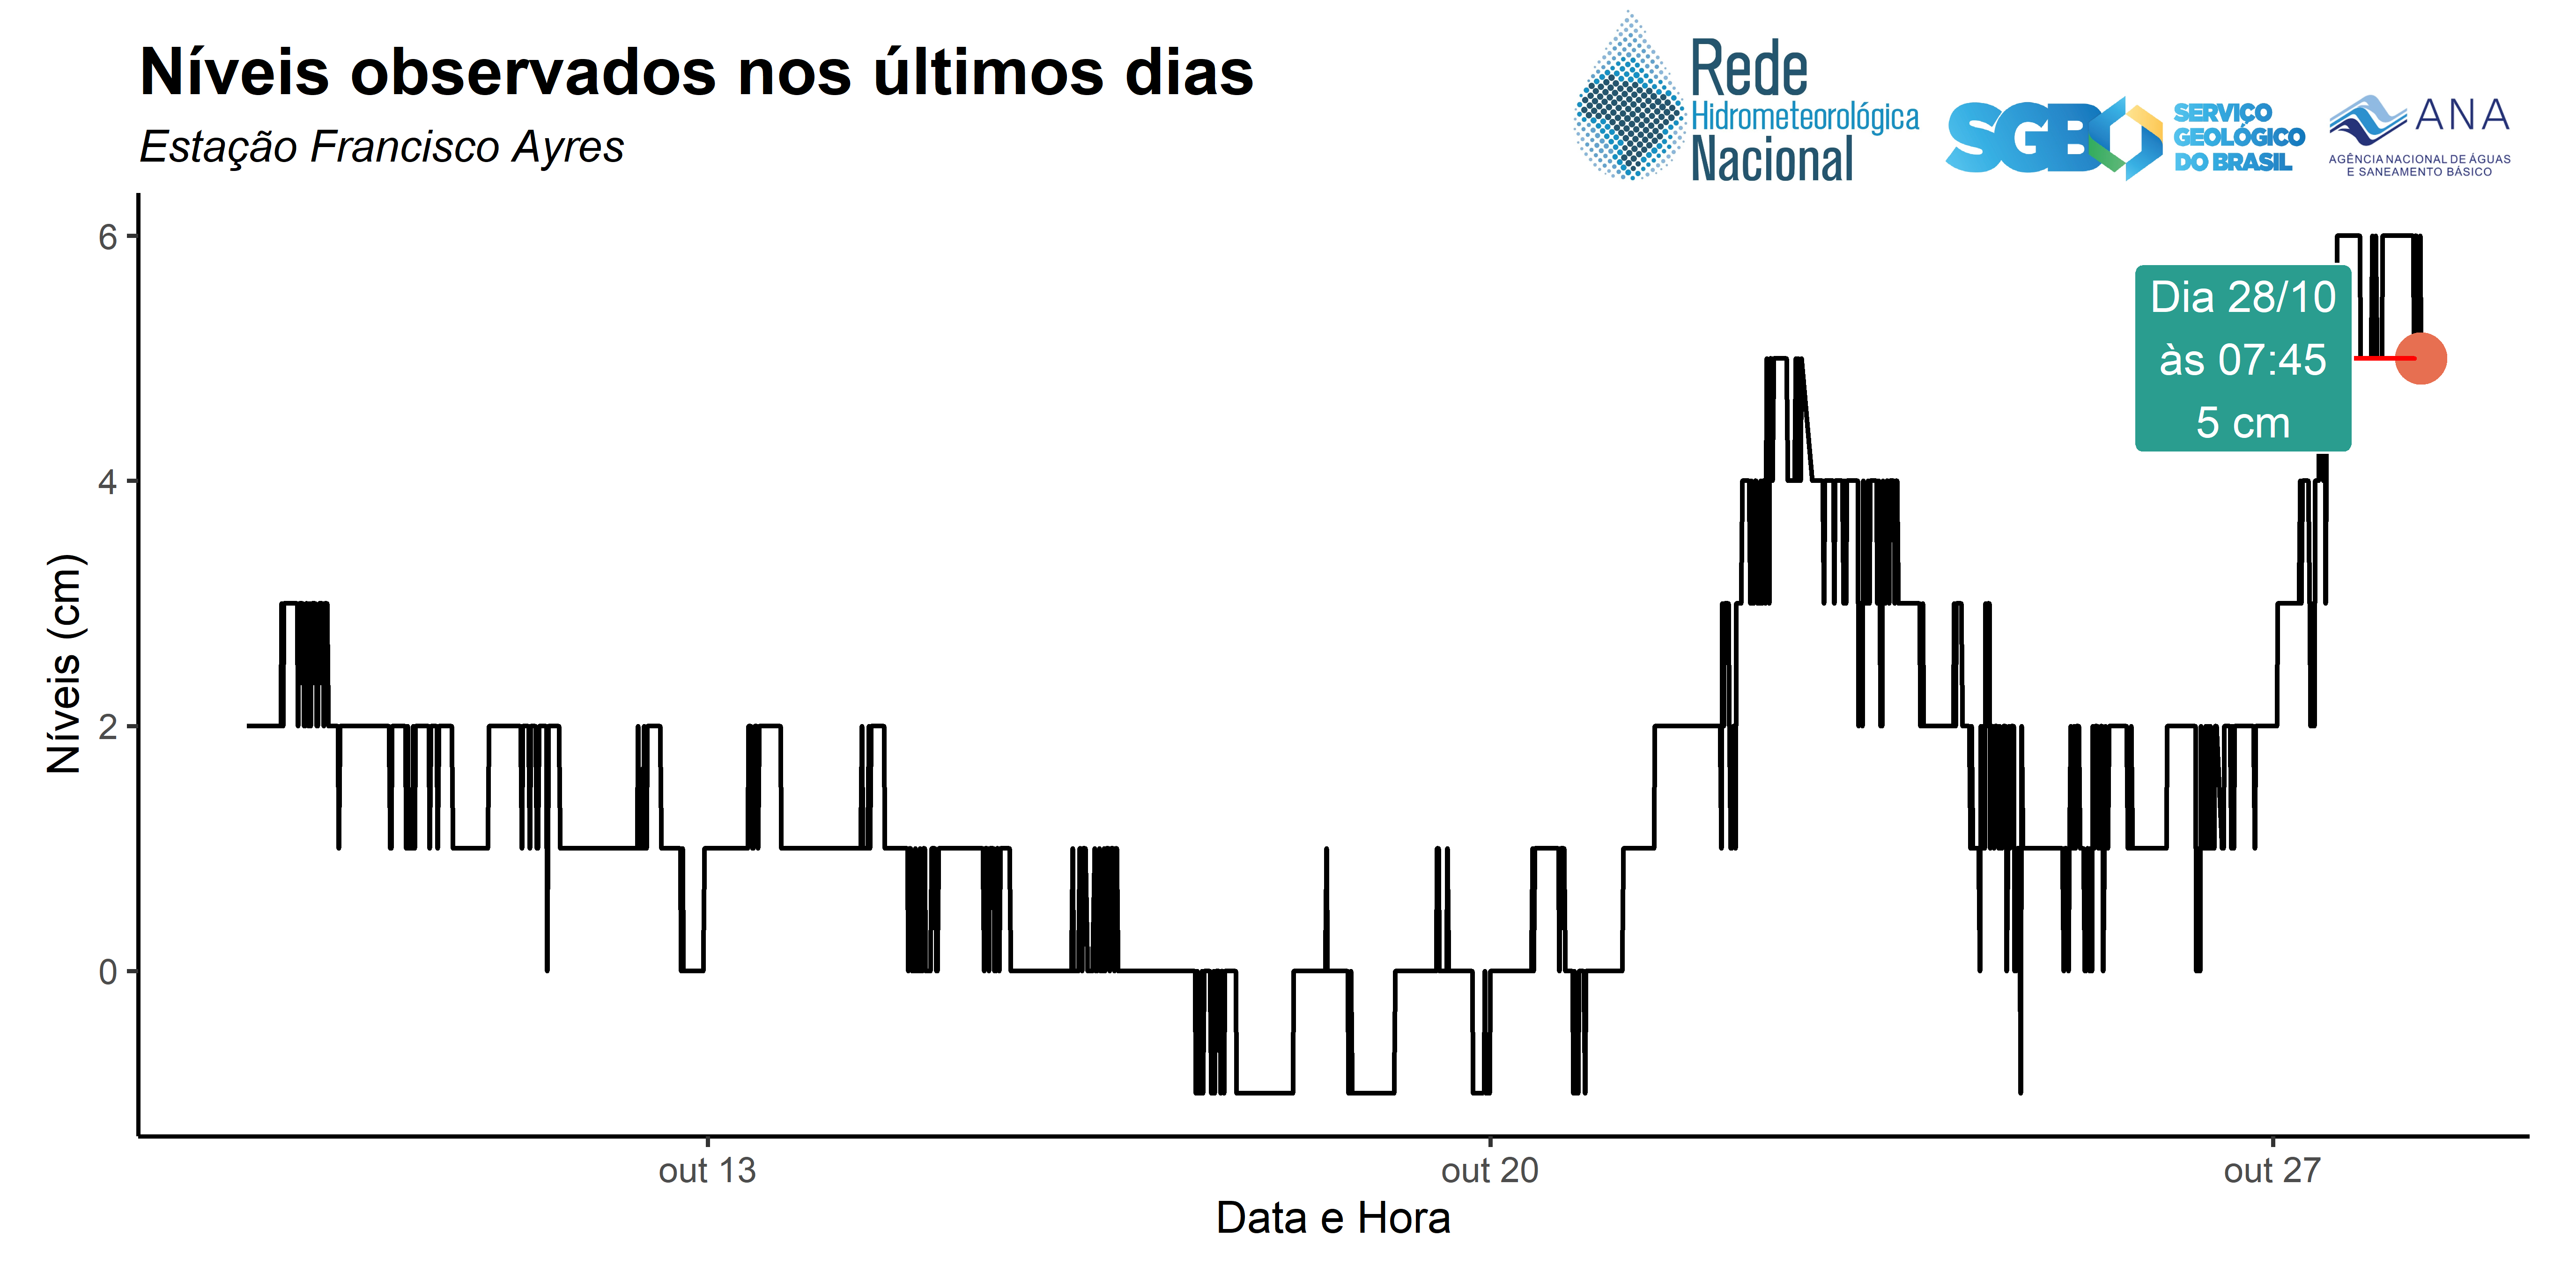 Níveis observados nos últimos dias
Estação Francisco Ayres
Rede
Hidrometeorológica
Nacional
SGB
SERVIÇO
GEOLÓGICO
DO BRASIL
ANA
AGÊNCIA NACIONAL DE ÁGUAS
E SANEAMENTO BÁSICO
Níveis (cm)
6
4
2
0
Dia 28/10
às 07:45
5 cm
out 13
out 20
out 27
Data e Hora